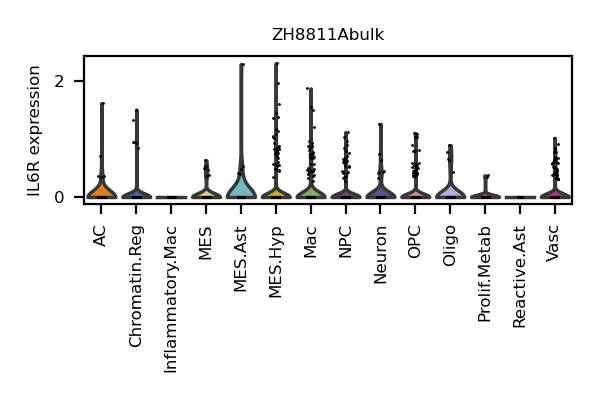 ZH8811Abulk
IL6R expression
2
0
AC
Chromatin.Reg
Inflammatory.Mac
MES
MES.Ast
MES.Hyp
Mac
NPC
Neuron
OPC
Oligo
Prolif.Metab
Reactive.Ast
Vasc